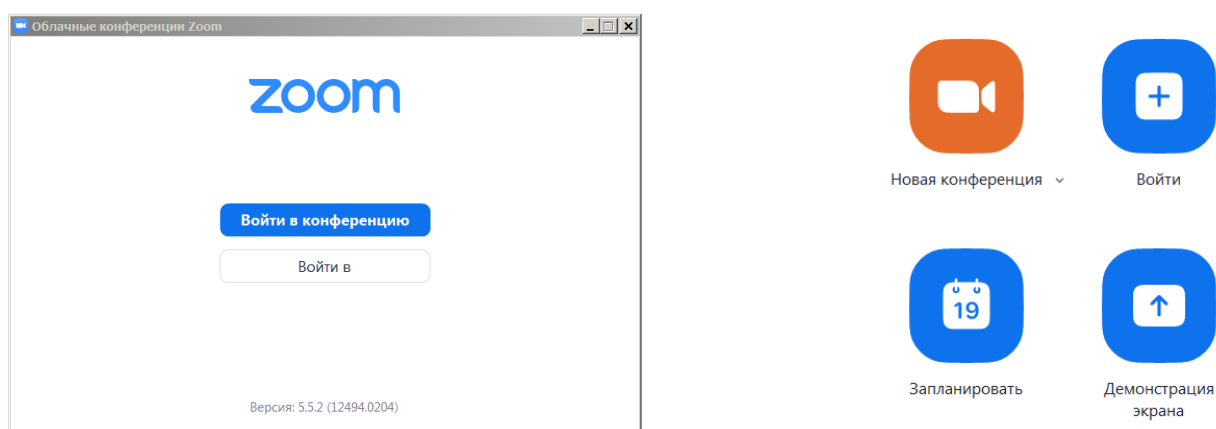 Облачные конференции Zoom
zoom
Войти в конференцию
Войти в
Версия: 5.5.2 (12494.0204)
Новая конференция
Войти
19
Запланировать
Демонстрация
экрана